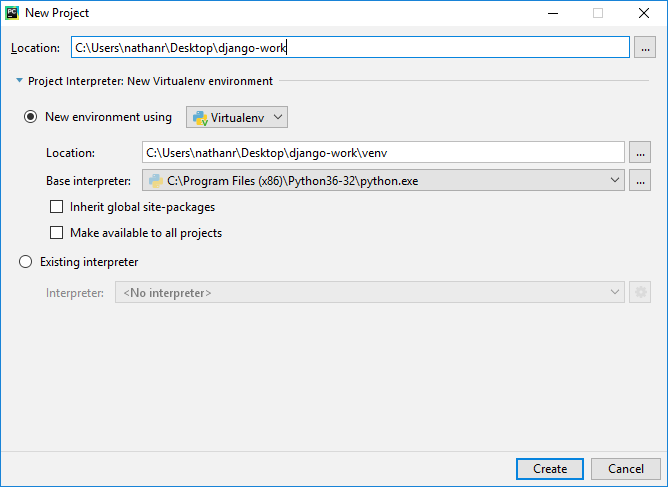 PC New Project
Location: C:\Users\nathanr\Desktop\django-work ...
Project Interpreter: New Virtualenv environment
New environment using Virtualenv
Location: C:\Users\nathanr\Desktop\django-work\venv ...
Base interpreter: C:\Program Files (x86)\Python36-32\python.exe ...
Inherit global site-packages
Make available to all projects
Existing interpreter
Interpreter: <No interpreter>
Create Cancel